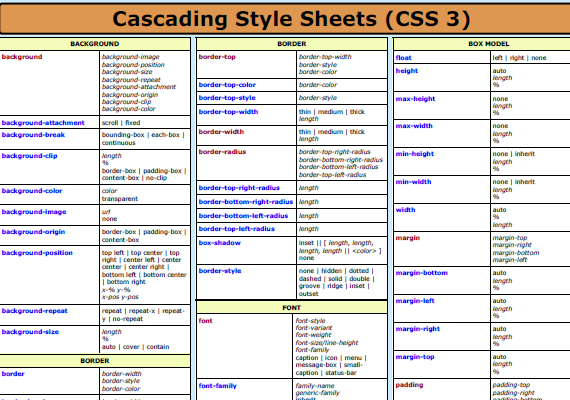 Cascading Style Sheets (CSS 3)
BACKGROUND
background
background-image
background-position
background-size
background-repeat
background-attachment
background-origin
background-clip
background-color
background-attachment
scroll | fixed
background-break
bounding-box | each-box |
continuous
background-clip
length
%
border-box | padding-box |
content-box | no-clip
background-color
color
transparent
background-image
url
none
background-origin
border-box | padding-box |
content-box
background-position
top left | top center | top
right | center left | center
center | center right |
bottom left | bottom center
| bottom right
x-% y-%
x-pos y-pos
background-repeat
repeat | repeat-x | repeat-
y | no-repeat
background-size
length
%
auto | cover | contain
BORDER
border
border-width
border-style
border-color
BORDER
border-top
border-top-width
border-style
border-color
border-top-color
border-color
border-top-style
border-style
border-top-width
thin | medium | thick
length
border-width
thin | medium | thick
length
border-radius
border-top-right-radius
border-bottom-right-radius
border-bottom-left-radius
border-top-left-radius
border-top-right-radius
length
border-bottom-right-radius
length
border-bottom-left-radius
length
border-top-left-radius
length
box-shadow
inset || [ length, length,
length, length || <color> ]
none
border-style
none | hidden | dotted |
dashed | solid | double |
groove | ridge | inset |
outset
FONT
font
font-style
font-variant
font-weight
font-size/line-height
font-family
caption | icon | menu |
message-box | small-
caption | status-bar
font-family
family-name
generic-family
inherit
BOX MODEL
float
left | right | none
height
auto
length
%
max-height
none
length
%
max-width
none
length
%
min-height
none | inherit
length
%
min-width
none | inherit
length
%
width
auto
%
length
margin
margin-top
margin-right
margin-bottom
margin-left
margin-bottom
auto
length
%
margin-left
auto
length
%
margin-right
auto
length
%
margin-top
auto
length
%
padding
padding-top
padding-right
padding-bottom